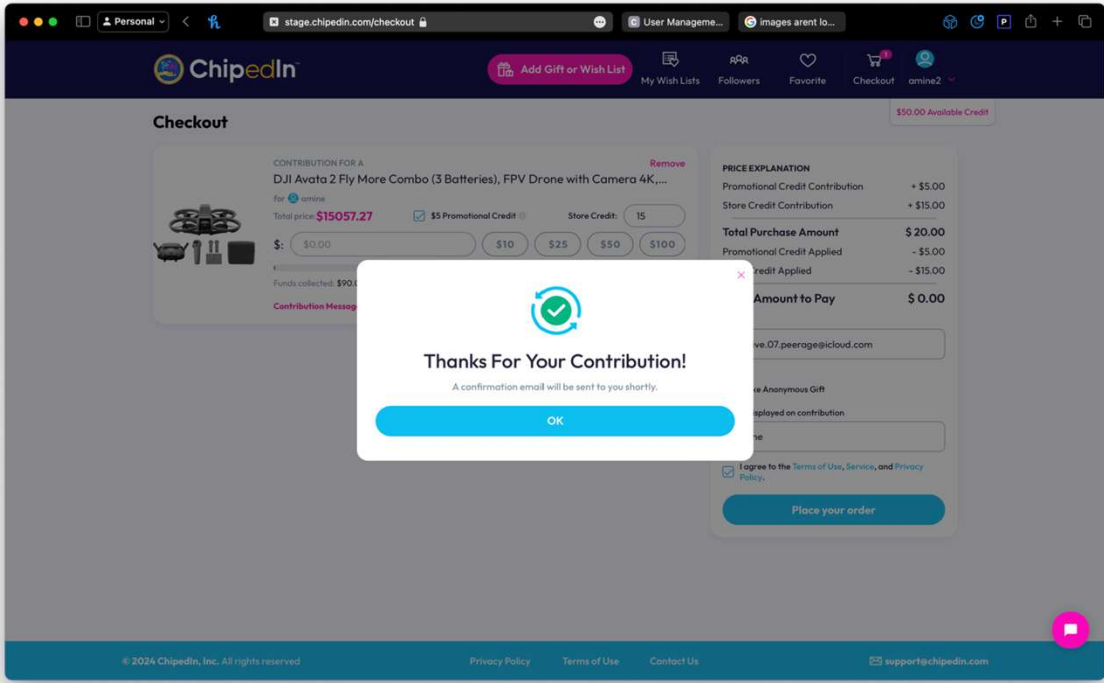 Personal
stage.chipedin.com/checkout
C User Manageme...
G images arent lo...
P
ChipedIn
Add Gift or Wish List
My Wish Lists
Followers
Favorite
1
Checkout
amine2
$50.00 Available Credit
Checkout
CONTRIBUTION FOR A
Remove
DJI Avata 2 Fly More Combo (3 Batteries), FPV Drone with Camera 4K,...
for amine
Total price: $15057.27
$5 Promotional Credit
Store Credit: 15
$: $0.00
$10
$25
$50
$100
Funds collected: $90.
Contribution Messag
PRICE EXPLANATION
Promotional Credit Contribution + $5.00
Store Credit Contribution + $15.00
Total Purchase Amount $ 20.00
Promotional Credit Applied - $5.00
redit Applied - $15.00
Amount to Pay $ 0.00
ve.07.peerage@icloud.com
e Anonymous Gift
splayed on contribution
ne
I agree to the Terms of Use, Service, and Privacy
Policy.
Place your order
Thanks For Your Contribution!
A confirmation email will be sent to you shortly.
OK
© 2024 ChipedIn, Inc. All rights reserved
Privacy Policy
Terms of Use
Contact Us
support@chipedin.com